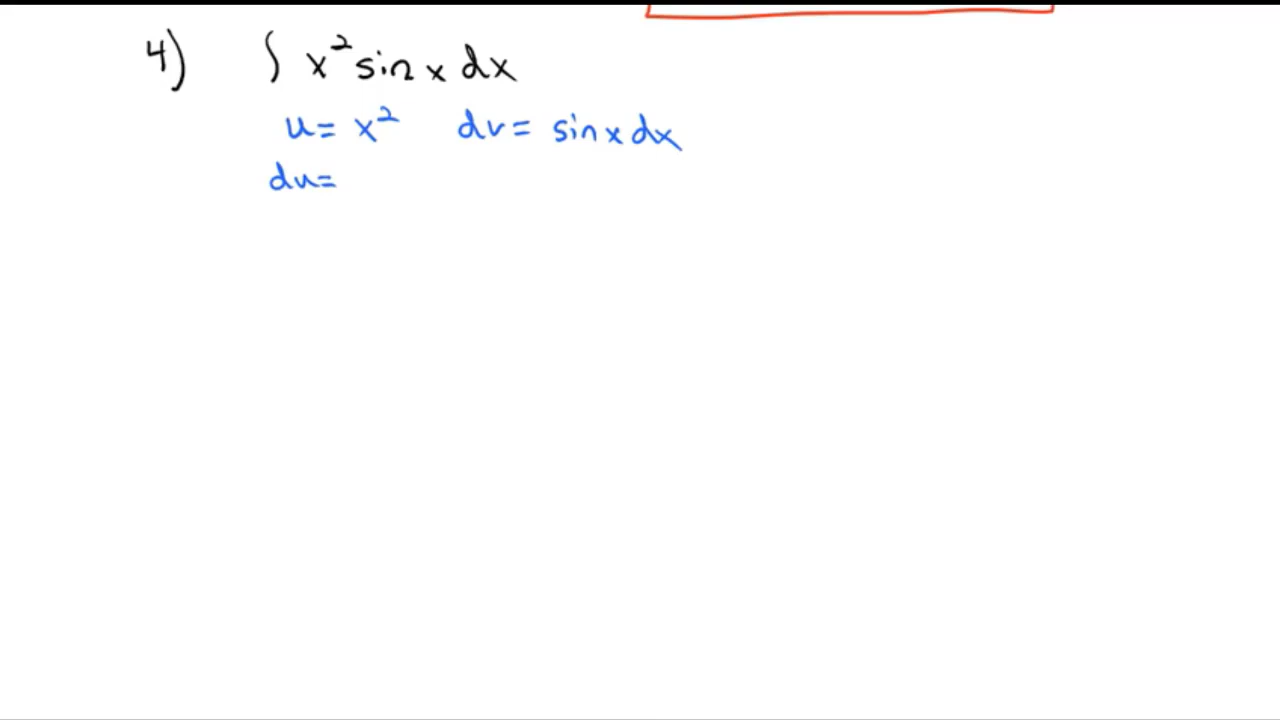 4) ∫ x² sin x dx
u = x² dv = sin x dx
du =